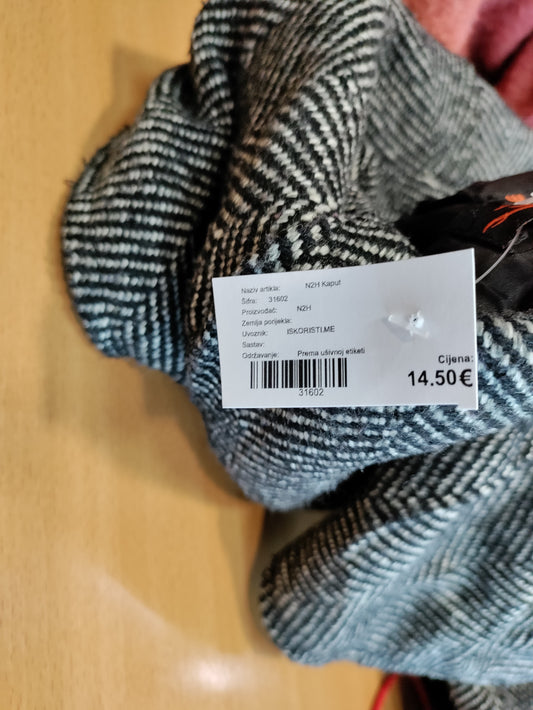 Naziv artikla: N2H Kaput
Šifra: 31602
Proizvođač: N2H
Zemlja porijekla:
Uvoznik: ISKORISTI.ME
Sastav:
Održavanje: Prema ušivnoj etiketi
31602
Cijena:
14.50€